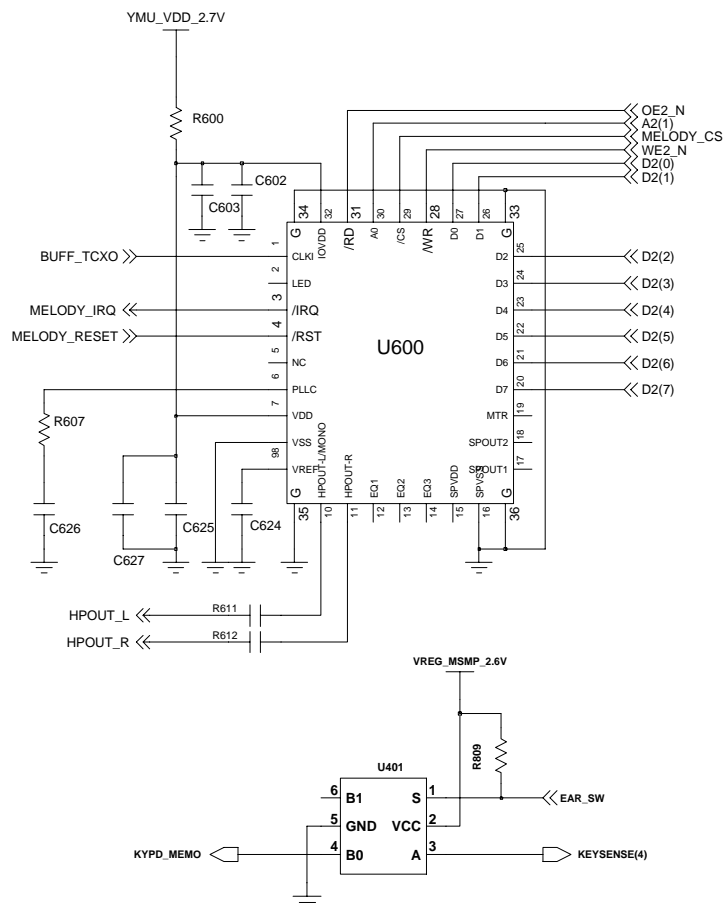 YMU_VDD_2.7V
R600
OE2_N
A2(1)
MELODY_CS
WE2_N
D2(0)
D2(1)
C602
C603
G 34
32 IOVDD
31 /RD
30 A0
29 /CS
28 /WR
27 D0
26 D1
33 G
BUFF_TCXO
1 CLKI
2 LED
MELODY_IRQ
3 /IRQ
MELODY_RESET
4 /RST
5 NC
6 PLLC
7 VDD
98 VSS
VREF
U600
D2 25 D2(2)
D3 24 D2(3)
D4 23 D2(4)
D5 22 D2(5)
D6 21 D2(6)
D7 20 D2(7)
MTR 19
SPOUT2 18
SPOUT1 17
R607
G 35
HPOUT-L/MONO 10
HPOUT-R 11
EQ1 12
EQ2 13
EQ3 14
SPVDD 15
SPVSS 16
G 36
C626
C627
C625
C624
HPOUT_L
R611
HPOUT_R
R612
VREG_MSMP_2.6V
R809
U401
6 B1 S 1
EAR_SW
5 GND VCC 2
KYPD_MEMO
4 B0 A 3
KEYSENSE(4)